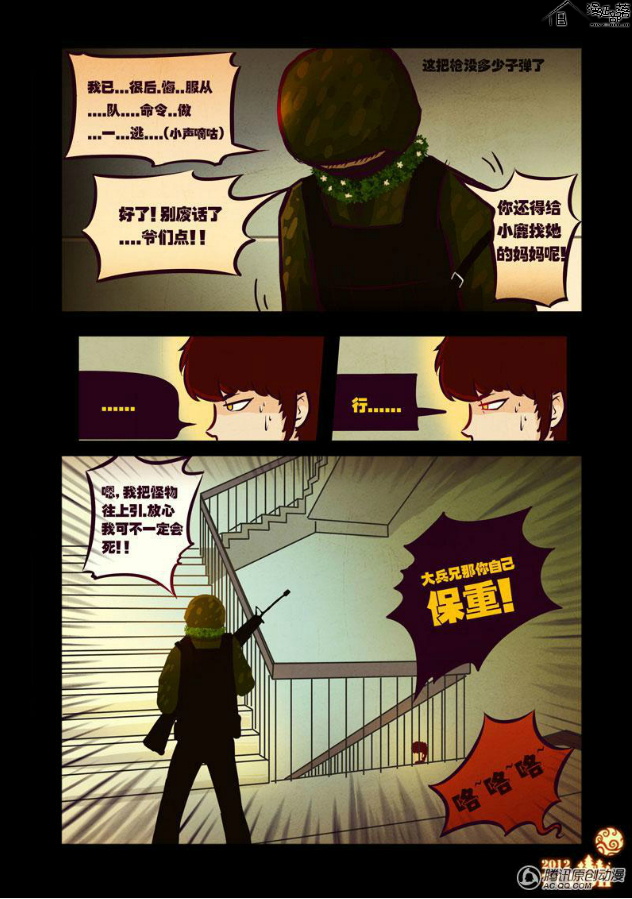 漫画部落
这把枪没多少子弹了
我已...很后.悔..服从
....队....命令..做
...一...逃....（小声嘀咕）
好了！别废话了
....爷们点！！
你还得给
小鹿找她
的妈妈呢！
......
行......
嗯，我把怪物
往上引.放心
我可不一定会
死！！
大兵兄那你自己
保重！
咯~咯~咯~
2012
腾讯原创动漫